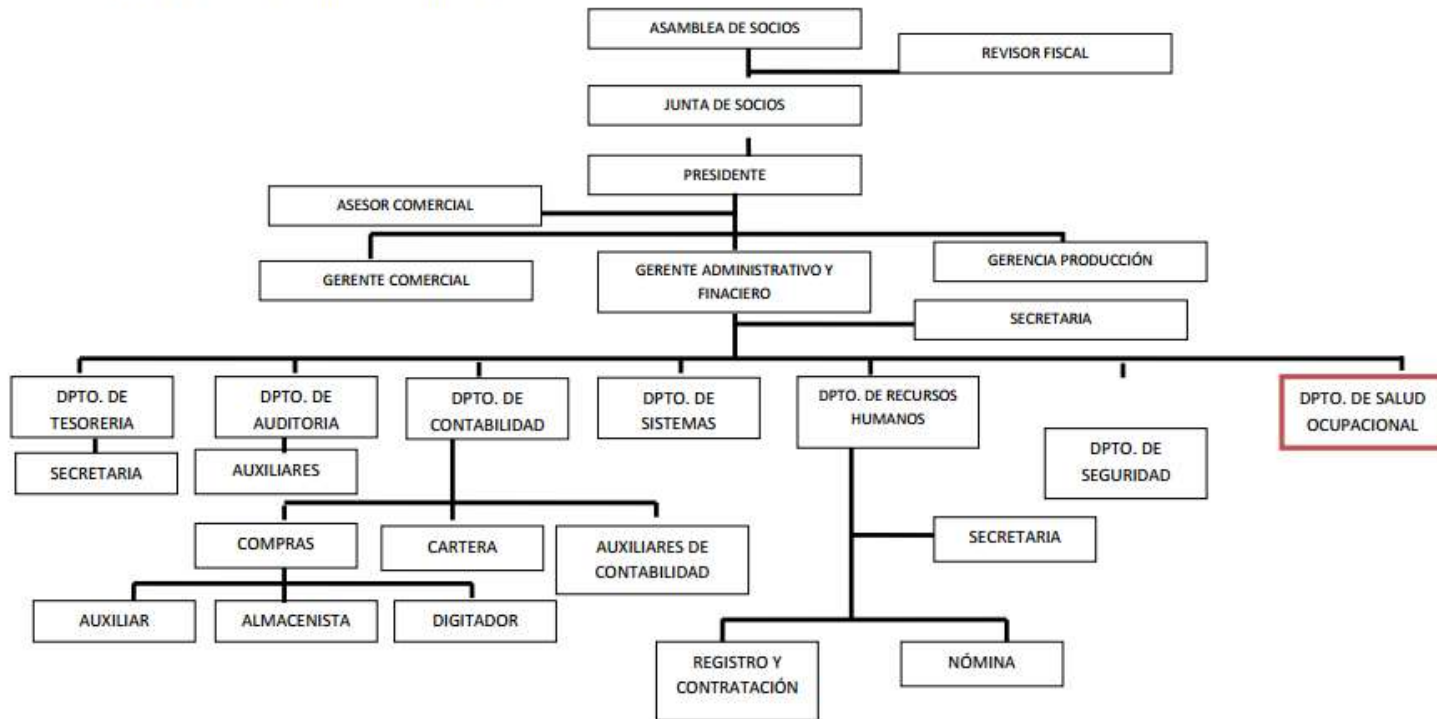 ASAMBLEA DE SOCIOS
REVISOR FISCAL
JUNTA DE SOCIOS
PRESIDENTE
ASESOR COMERCIAL
GERENTE COMERCIAL
GERENTE ADMINISTRATIVO Y
FINACIERO
GERENCIA PRODUCCIÓN
SECRETARIA
DPTO. DE
TESORERIA
DPTO. DE
AUDITORIA
DPTO. DE
CONTABILIDAD
DPTO. DE
SISTEMAS
DPTO. DE RECURSOS
HUMANOS
DPTO. DE
SEGURIDAD
DPTO. DE SALUD
OCUPACIONAL
SECRETARIA
AUXILIARES
COMPRAS
CARTERA
AUXILIARES DE
CONTABILIDAD
SECRETARIA
AUXILIAR
ALMACENISTA
DIGITADOR
REGISTRO Y
CONTRATACIÓN
NÓMINA